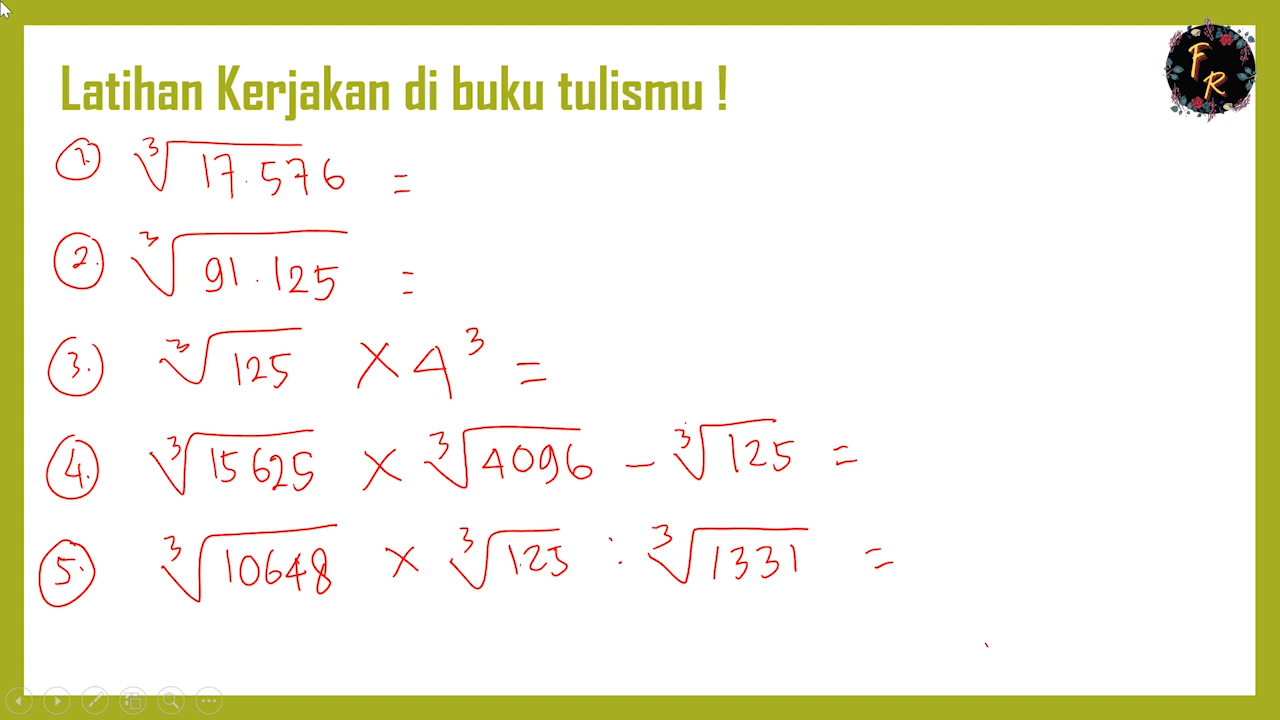 Latihan Kerjakan di buku tulismu !
FR
1. ∛17.576 =
2. ∛91.125 =
3. ∛125 × 4³ =
4. ∛15625 × ∛4096 - ∛125 =
5. ∛10648 × ∛125 : ∛1331 =